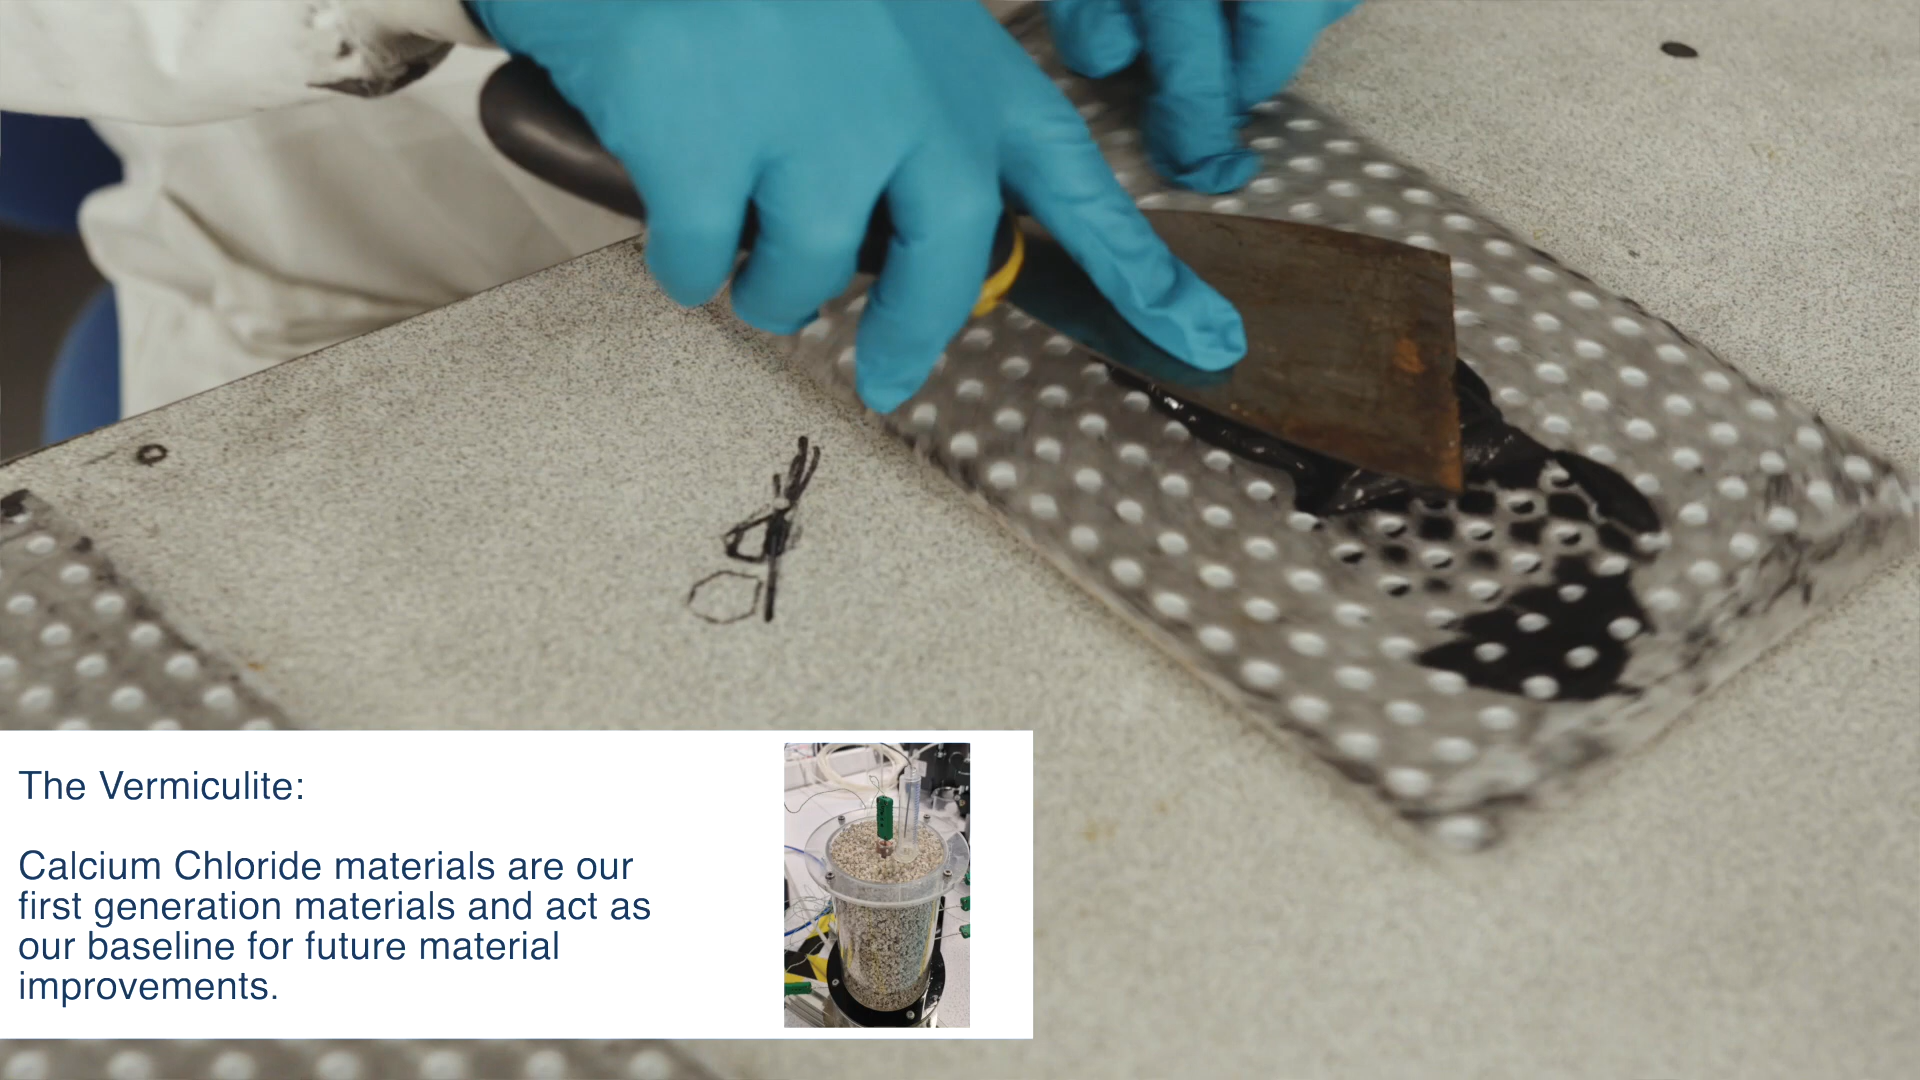 The Vermiculite:
Calcium Chloride materials are our
first generation materials and act as
our baseline for future material
improvements.